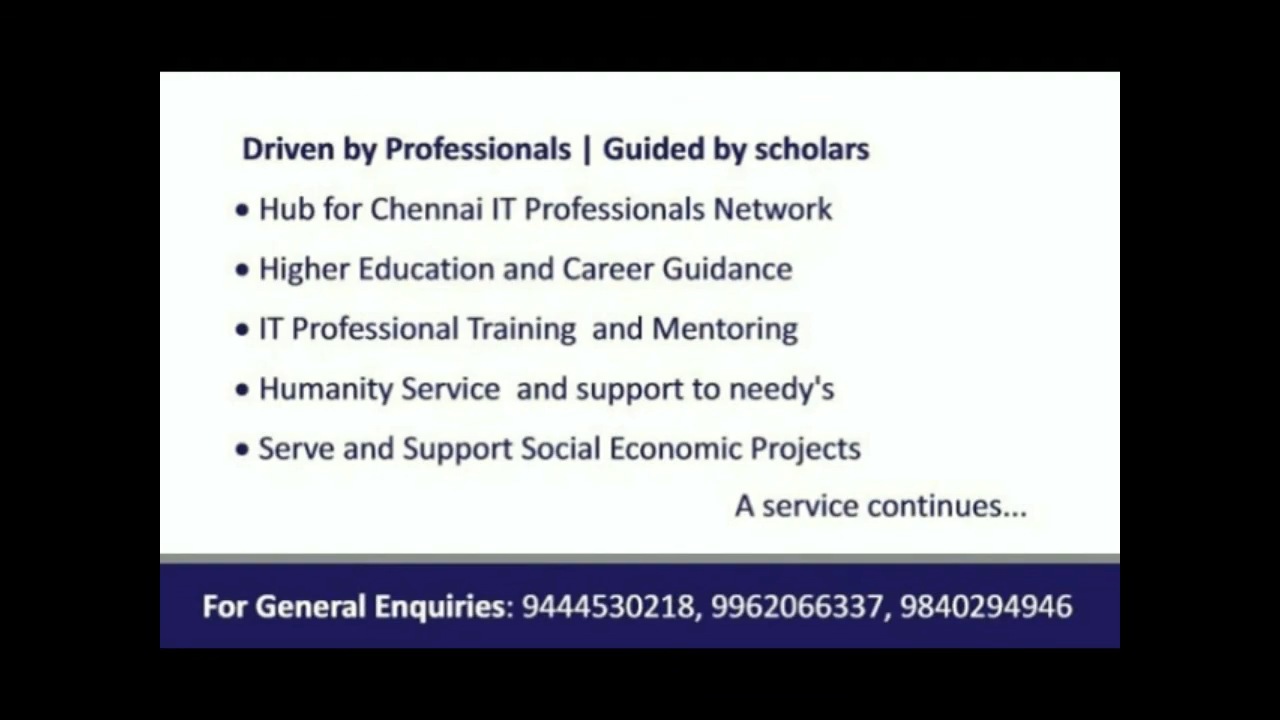 Driven by Professionals | Guided by scholars
• Hub for Chennai IT Professionals Network
• Higher Education and Career Guidance
• IT Professional Training  and Mentoring
• Humanity Service  and support to needy's
• Serve and Support Social Economic Projects
A service continues...
For General Enquiries: 9444530218, 9962066337, 9840294946